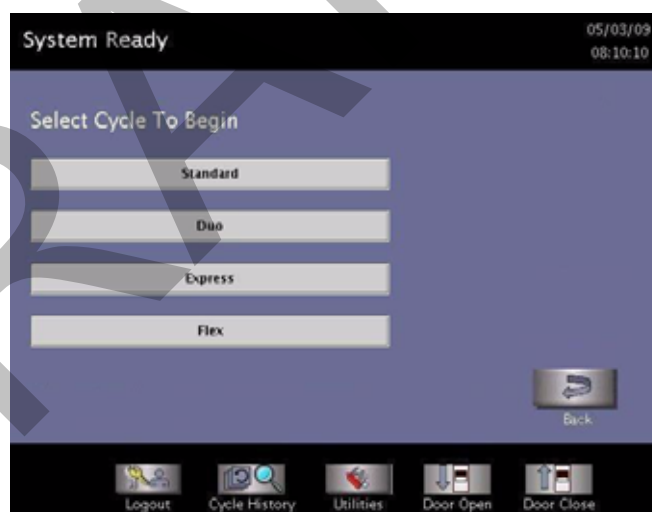 System Ready
05/03/09
08:10:10
Select Cycle To Begin
Standard
Duo
Express
Flex
Back
Logout
Cycle History
Utilities
Door Open
Door Close